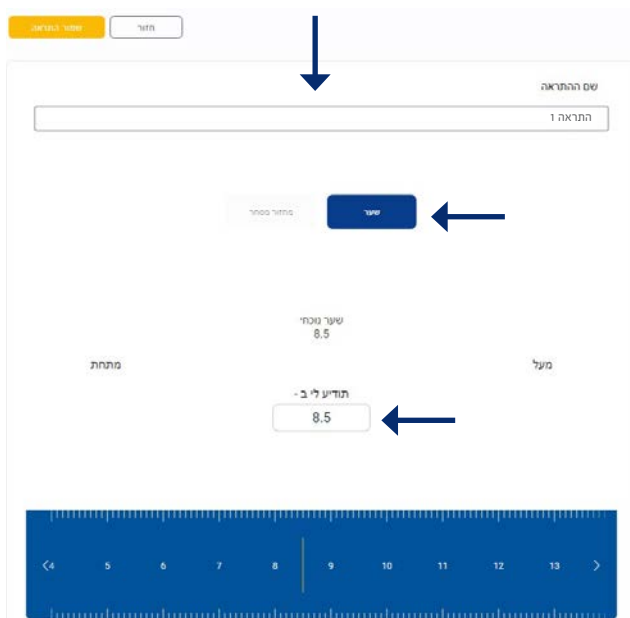 חזור שמור התראה
שם ההתראה
התראה 1
שער מחזור מסחר
שער נוכחי
8.5
מעל מתחת
תודיע לי ב -
8.5
<4 5 6 7 8 9 10 11 12 13 >